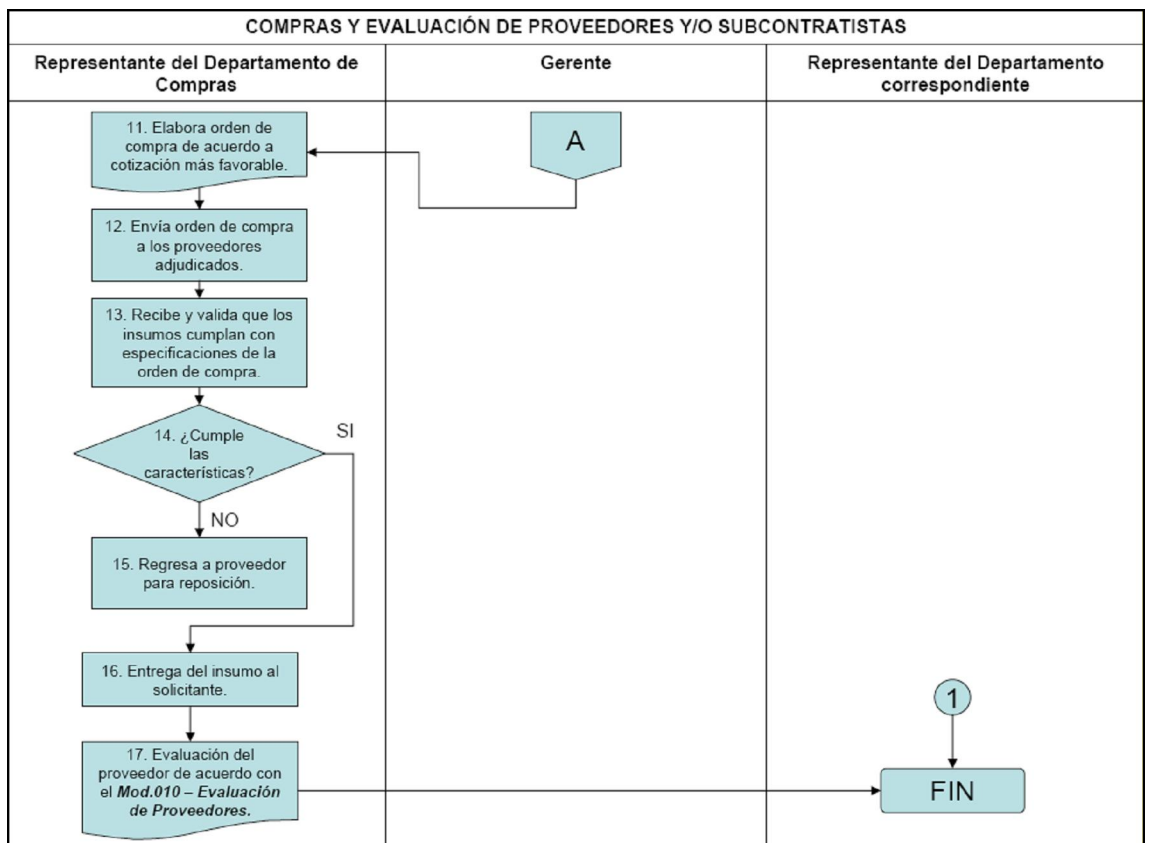 COMPRAS Y EVALUACIÓN DE PROVEEDORES Y/O SUBCONTRATISTAS
Representante del Departamento de
Compras
Gerente
Representante del Departamento
correspondiente
11. Elabora orden de
compra de acuerdo a
cotización más favorable.
A
12. Envía orden de compra
a los proveedores
adjudicados.
13. Recibe y valida que los
insumos cumplan con
especificaciones de la
orden de compra.
14. ¿Cumple
las
características?
SI
NO
15. Regresa a proveedor
para reposición.
16. Entrega del insumo al
solicitante.
1
17. Evaluación del
proveedor de acuerdo con
el Mod.010 – Evaluación
de Proveedores.
FIN